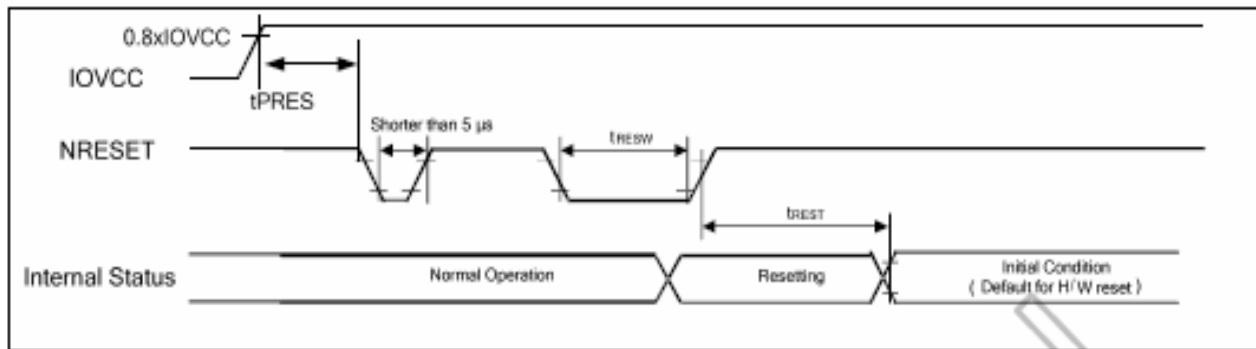 0.8xIOVCC
IOVCC
tPRES
Shorter than 5 µs
tRESW
NRESET
tREST
Internal Status
Normal Operation
Resetting
Initial Condition
( Default for H/W reset )